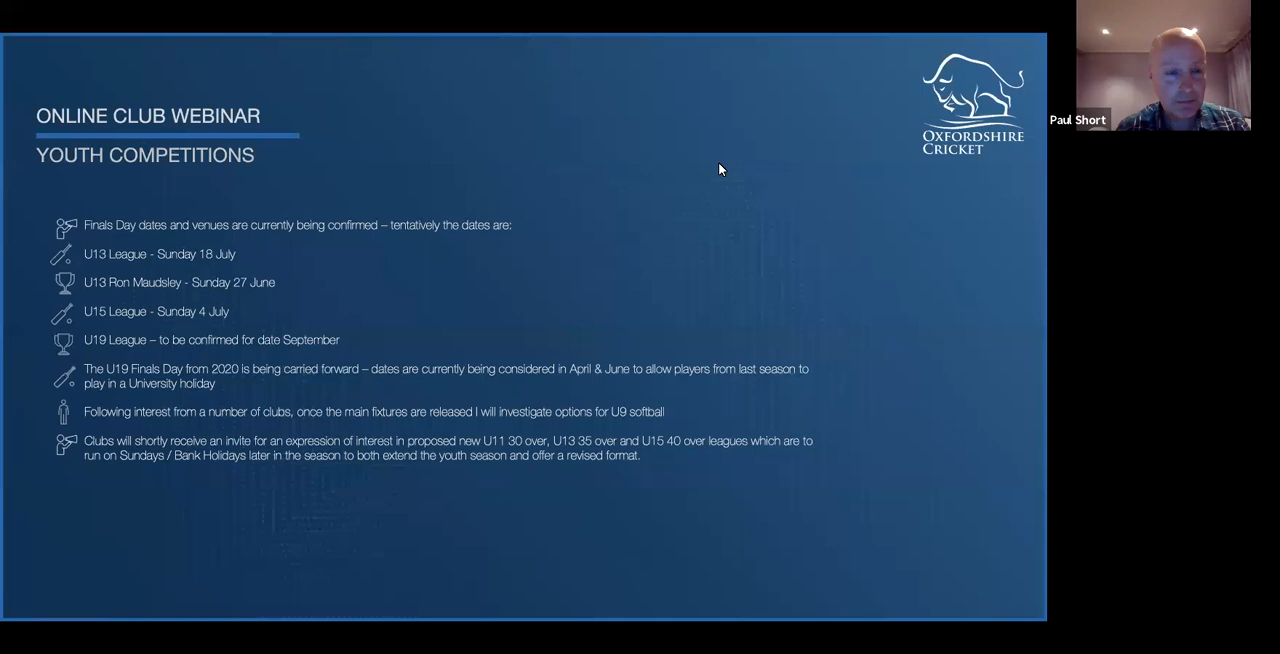 ONLINE CLUB WEBINAR
YOUTH COMPETITIONS
OXFORDSHIRE
CRICKET
Paul Short
Finals Day dates and venues are currently being confirmed – tentatively the dates are:
U13 League - Sunday 18 July
U13 Ron Maudsley - Sunday 27 June
U15 League - Sunday 4 July
U19 League – to be confirmed for date September
The U19 Finals Day from 2020 is being carried forward – dates are currently being considered in April & June to allow players from last season to
play in a University holiday
Following interest from a number of clubs, once the main fixtures are released I will investigate options for U9 softball
Clubs will shortly receive an invite for an expression of interest in proposed new U11 30 over, U13 35 over and U15 40 over leagues which are to
run on Sundays / Bank Holidays later in the season to both extend the youth season and offer a revised format.